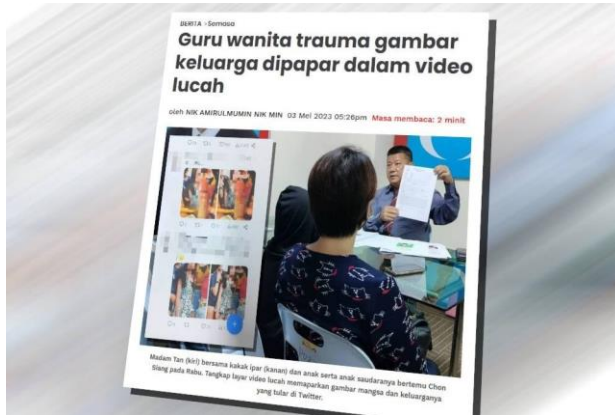 BERITA > Semasa
Guru wanita trauma gambar
keluarga dipapar dalam video
lucah
oleh NIK AMIRULMUMIN NIK MIN 03 Mei 2023 05:26pm Masa membaca: 2 minit
Madam Tan (kiri) bersama kakak ipar (kanan) dan anak serta anak saudaranya bertemu Chon
Siang pada Rabu. Tangkap layar video lucah memaparkan gambar mangsa dan keluarganya
yang tular di Twitter.